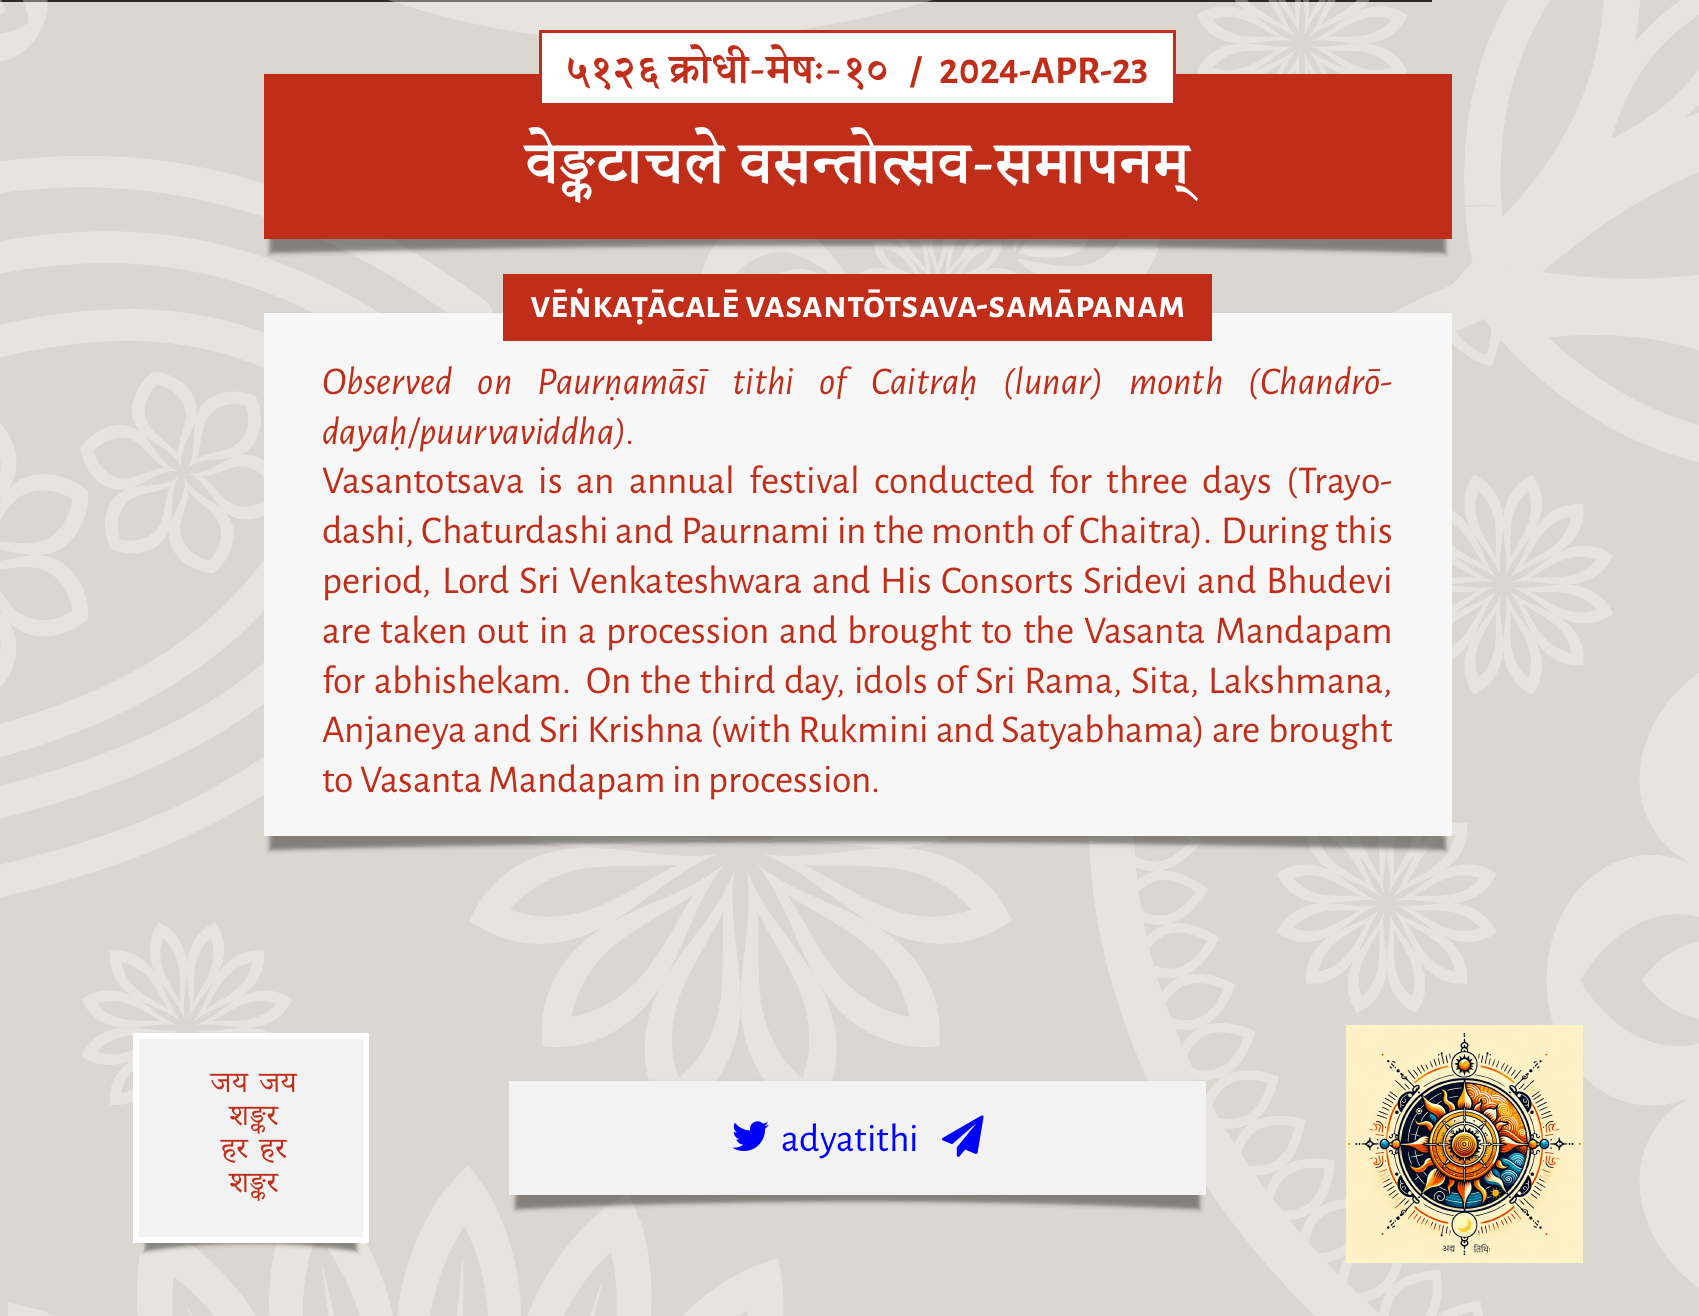 ५१२६ क्रोधी-मेषः-१० / 2024-APR-23
वेङ्कटाचले वसन्तोत्सव-समापनम्
VĒṄKAṬĀCALĒ VASANTŌTSAVA-SAMĀPANAM
Observed on Paurṇamāsī tithi of Caitraḥ (lunar) month (Chandrō-
dayaḥ/puurvaviddha).
Vasantotsava is an annual festival conducted for three days (Trayo-
dashi, Chaturdashi and Paurnami in the month of Chaitra). During this
period, Lord Sri Venkateshwara and His Consorts Sridevi and Bhudevi
are taken out in a procession and brought to the Vasanta Mandapam
for abhishekam. On the third day, idols of Sri Rama, Sita, Lakshmana,
Anjaneya and Sri Krishna (with Rukmini and Satyabhama) are brought
to Vasanta Mandapam in procession.
जय जय
शङ्कर
हर हर
शङ्कर
adyatithi
अद्य तिथिः